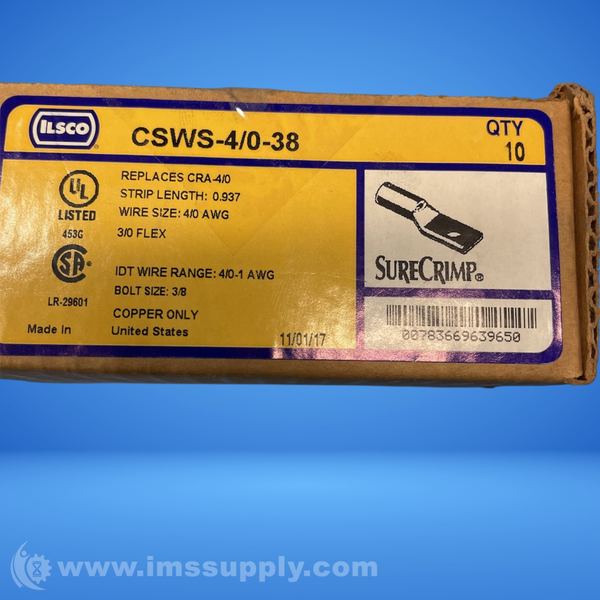 ILSCO
CSWS-4/0-38
QTY
10
UL
LISTED
453G
REPLACES CRA-4/0
STRIP LENGTH: 0.937
WIRE SIZE: 4/0 AWG
3/0 FLEX
SA
LR-29601
IDT WIRE RANGE: 4/0-1 AWG
BOLT SIZE: 3/8
COPPER ONLY
Made In United States
11/01/17
SURECRIMP®
00783669639650
www.imssupply.com